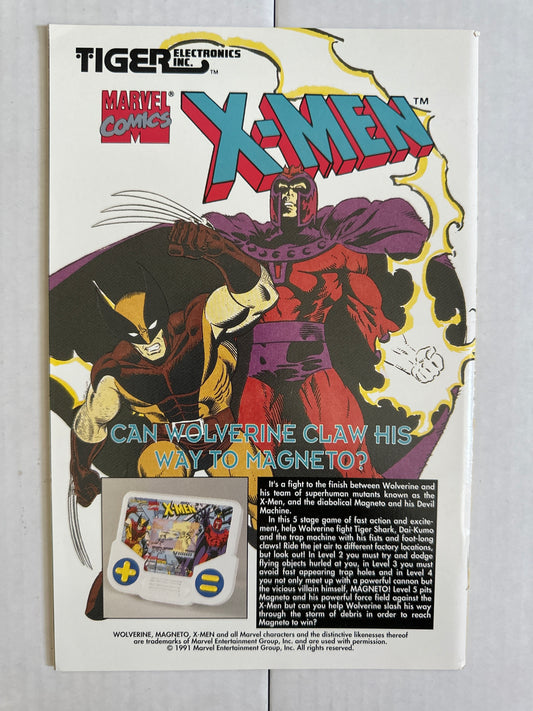 TIGER ELECTRONICS INC.™
MARVEL® COMICS
X-MEN™
CAN WOLVERINE CLAW HIS
WAY TO MAGNETO?
X-MEN
It's a fight to the finish between Wolverine and
his team of superhuman mutants known as the
X-Men, and the diabolical Magneto and his Devil
Machine.
In this 5 stage game of fast action and excite-
ment, help Wolverine fight Tiger Shark, Dai-Kumo
and the trap machine with his fists and foot-long
claws! Ride the jet air to different factory locations,
but look out! In Level 2 you must try and dodge
flying objects hurled at you, in Level 3 you must
avoid fast appearing trap holes and in Level 4
you not only meet up with a powerful cannon but
the vicious villain himself, MAGNETO! Level 5 pits
Magneto and his powerful force field against the
X-Men but can you help Wolverine slash his way
through the storm of debris in order to reach
Magneto to win?
WOLVERINE, MAGNETO, X-MEN and all Marvel characters and the distinctive likenesses thereof
are trademarks of Marvel Entertainment Group, Inc. and are used with permission.
© 1991 Marvel Entertainment Group, Inc. All rights reserved.